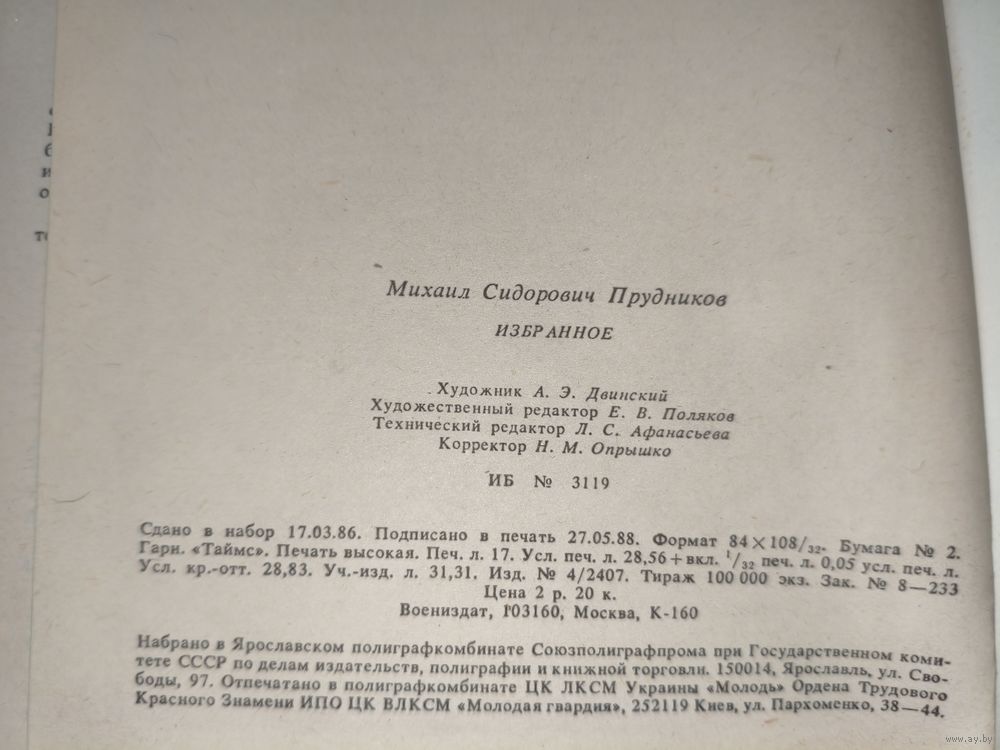 Михаил Сидорович Прудников
ИЗБРАННОЕ
Художник А. Э. Двинский
Художественный редактор Е. В. Поляков
Технический редактор Л. С. Афанасьева
Корректор Н. М. Опрышко
ИБ № 3119
Сдано в набор 17.03.86. Подписано в печать 27.05.88. Формат 84×108/32. Бумага № 2.
Гарн. «Таймс». Печать высокая. Печ. л. 17. Усл. печ. л. 28,56+вкл. 1/32 печ. л. 0,05 усл. печ. л.
Усл. кр.-отт. 28,83. Уч.-изд. л. 31,31. Изд. № 4/2407. Тираж 100 000 экз. Зак. № 8—233
Цена 2 р. 20 к.
Воениздат, 103160, Москва, К-160
Набрано в Ярославском полиграфкомбинате Союзполиграфпрома при Государственном коми-
тете СССР по делам издательств, полиграфии и книжной торговли. 150014, Ярославль, ул. Сво-
боды, 97. Отпечатано в полиграфкомбинате ЦК ЛКСМ Украины «Молодь» Ордена Трудового
Красного Знамени ИПО ЦК ВЛКСМ «Молодая гвардия», 252119 Киев, ул. Пархоменко, 38—44.
www.ay.by